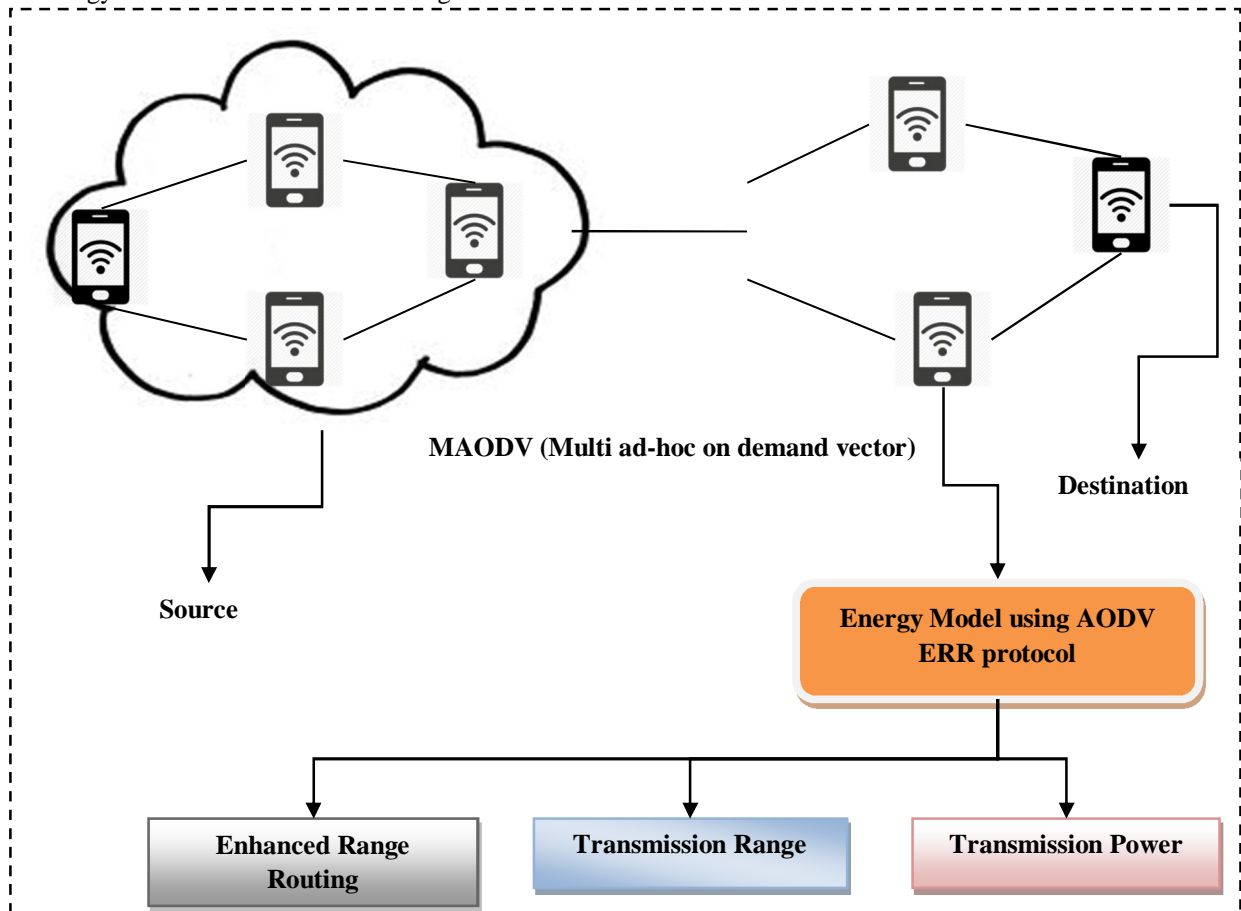 MAODV (Multi ad-hoc on demand vector)
Destination
Source
Energy Model using AODV
ERR protocol
Enhanced Range
Routing
Transmission Range
Transmission Power